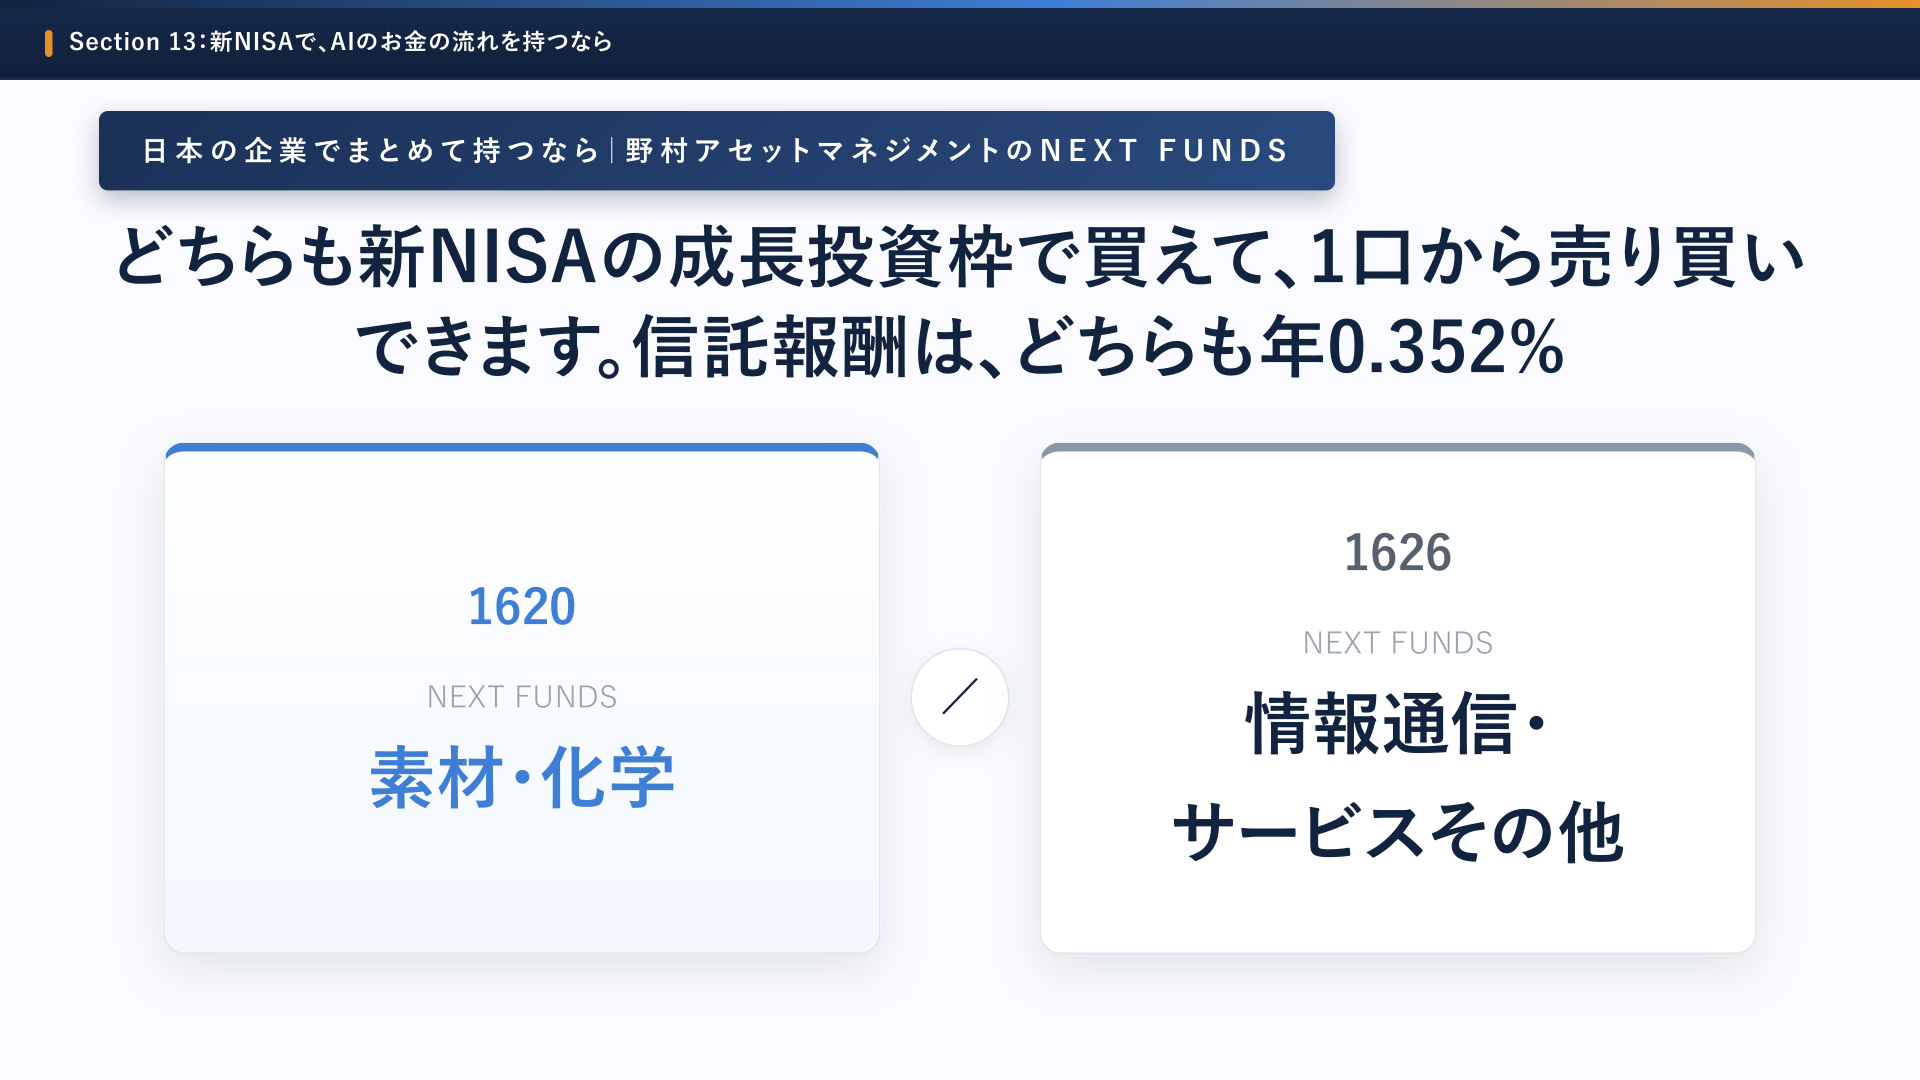 Section 13：新NISAで、AIのお金の流れを持つなら
日本の企業でまとめて持つなら｜野村アセットマネジメントのNEXT FUNDS
どちらも新NISAの成長投資枠で買えて、1口から売り買い
できます。信託報酬は、どちらも年0.352%
1620
NEXT FUNDS
素材・化学
／
1626
NEXT FUNDS
情報通信・
サービスその他